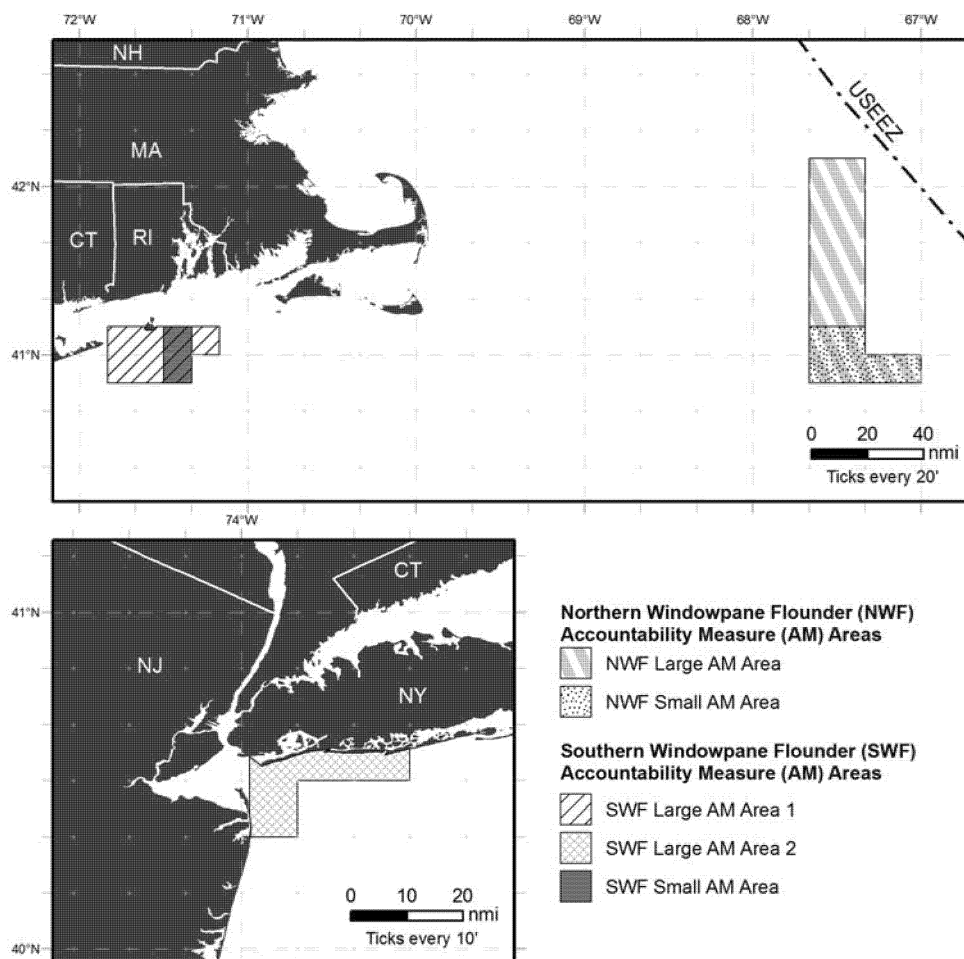 72°W 71°W 70°W 68°W 67°W
NH
USEEZ
MA
42°N
CT RI
41°N
0 20 40
nmi
Ticks every 20'
74°W
CT
41°N
NJ
NY
0 10 20
nmi
Ticks every 10'
40°N
Northern Windowpane Flounder (NWF)
Accountability Measure (AM) Areas
NWF Large AM Area
NWF Small AM Area
Southern Windowpane Flounder (SWF)
Accountability Measure (AM) Areas
SWF Large AM Area 1
SWF Large AM Area 2
SWF Small AM Area